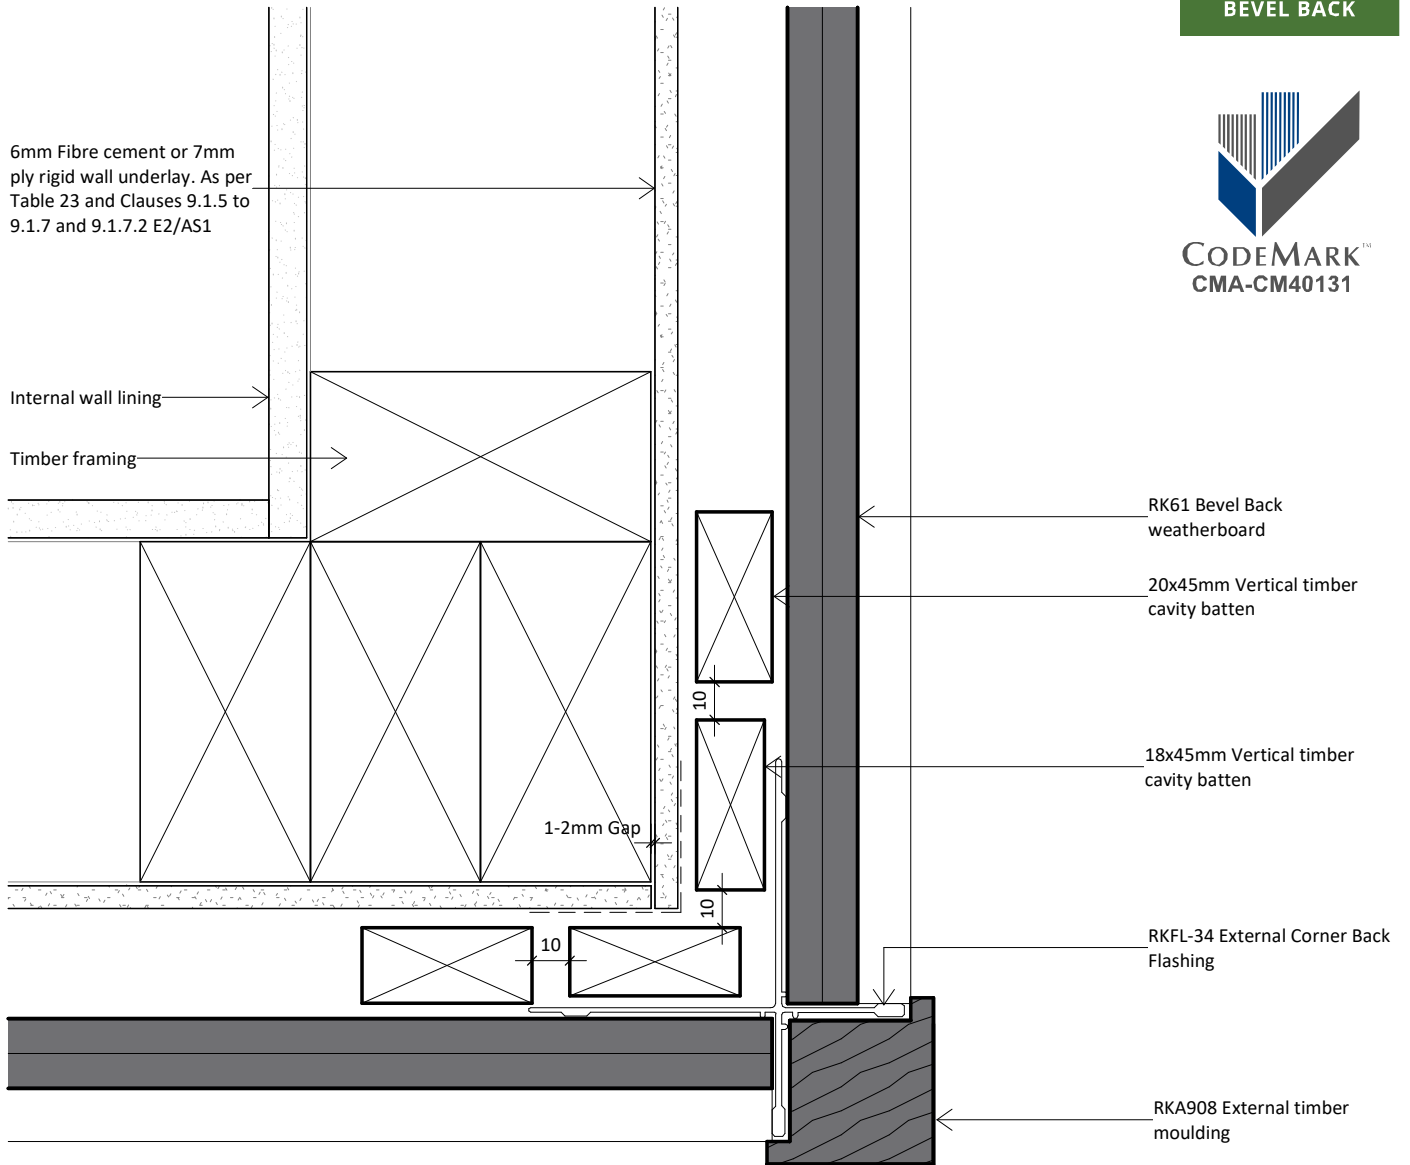 BEVEL BACK
CODEMARK™
CMA-CM40131
6mm Fibre cement or 7mm
ply rigid wall underlay. As per
Table 23 and Clauses 9.1.5 to
9.1.7 and 9.1.7.2 E2/AS1
Internal wall lining
Timber framing
RK61 Bevel Back
weatherboard
20x45mm Vertical timber
cavity batten
10
18x45mm Vertical timber
cavity batten
1-2mm Gap
10
10
RKFL-34 External Corner Back
Flashing
RKA908 External timber
moulding